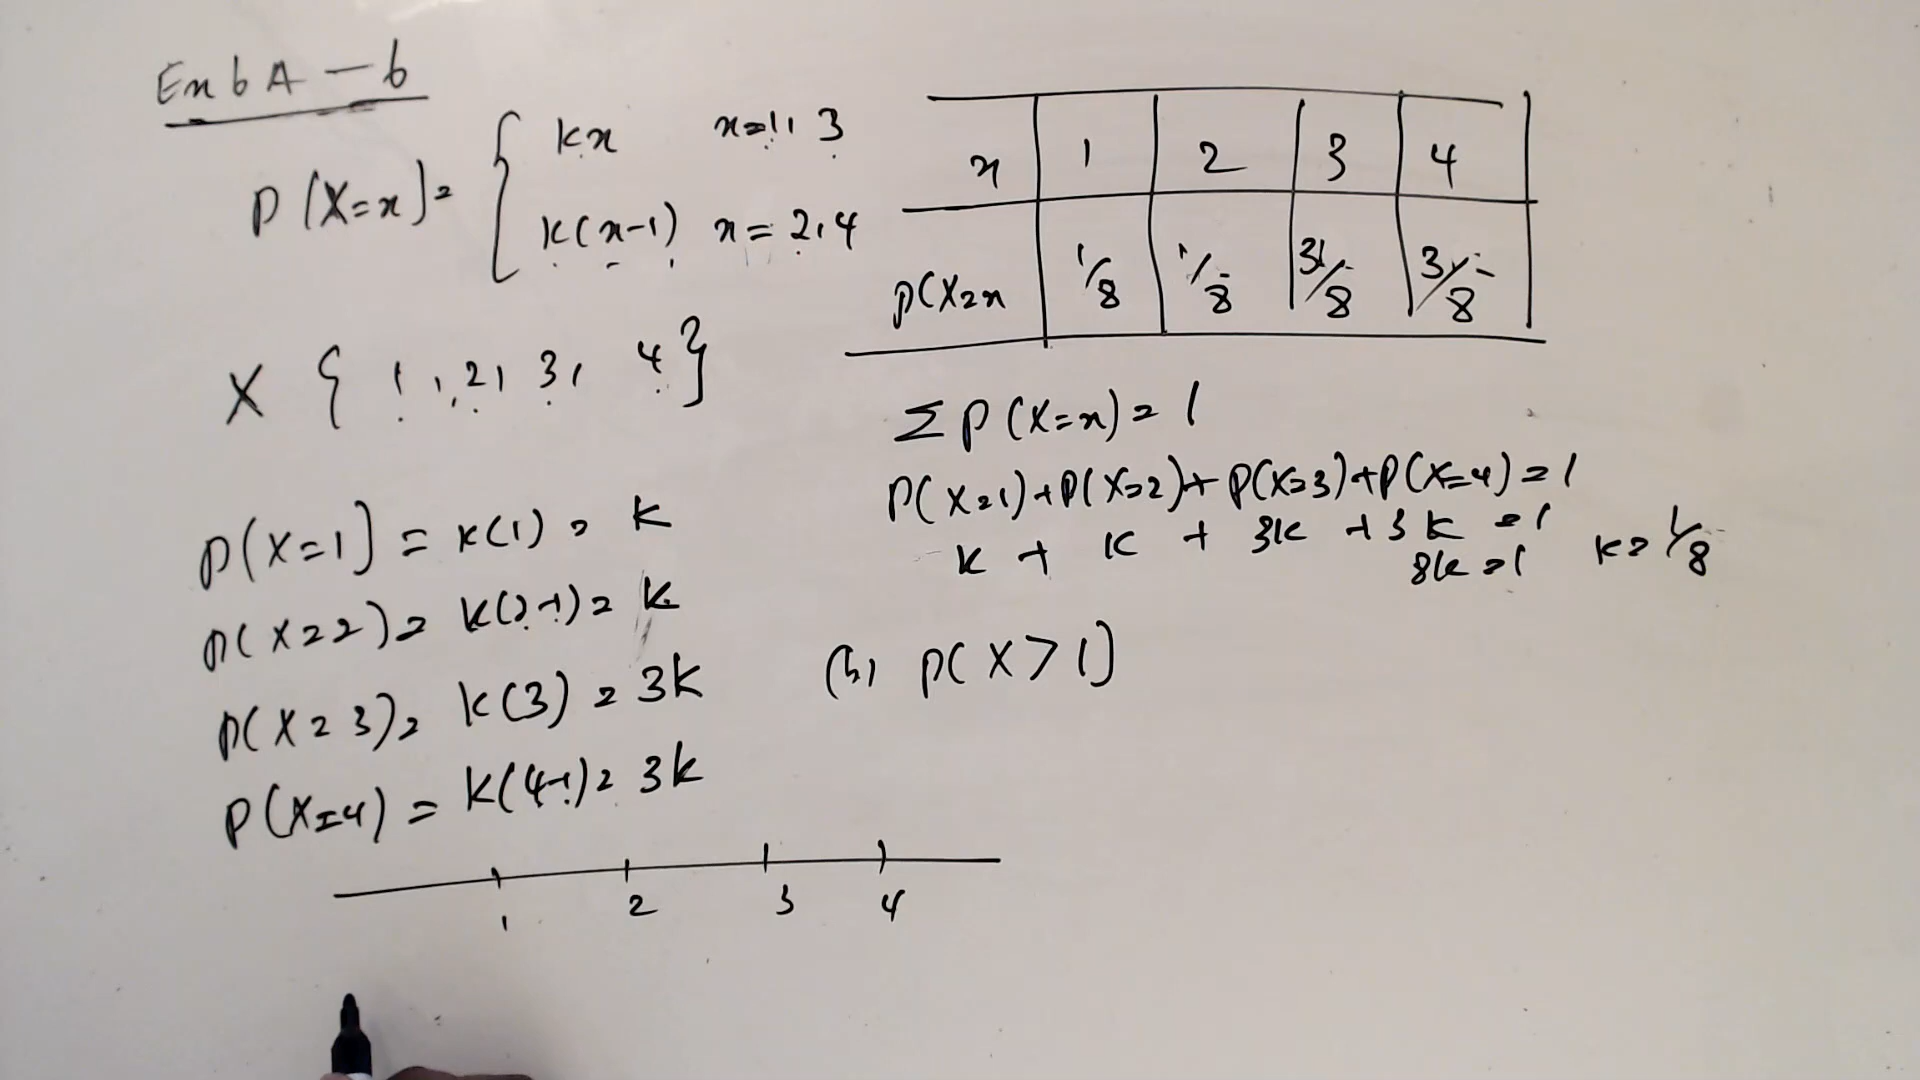 Ex 6A - 6
P(X=x) = { kx x=1, 3
k(x-1) x = 2, 4
x 1 2 3 4
P(X=x 1/8 1/8 3/8 3/8
X { 1, 2, 3, 4 }
Σ P(X=x) = 1
P(X=1) + P(X=2) + P(X=3) + P(X=4) = 1
k + k + 3k + 3k = 1
8k = 1 k = 1/8
P(X=1) = k(1) = k
P(X=2) = k(2-1) = k
P(X=3) = k(3) = 3k
P(X=4) = k(4-1) = 3k
(b) P(X>1)
1 2 3 4